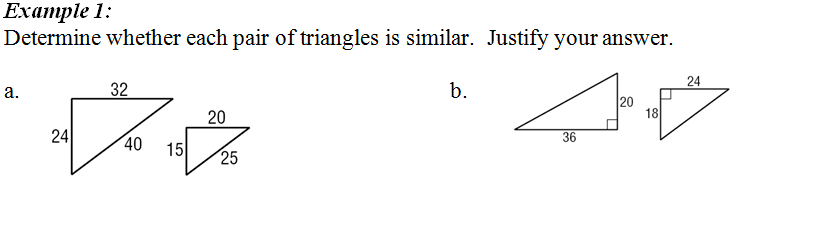 Example 1:
Determine whether each pair of triangles is similar. Justify your answer.
a.
32
24
40
20
15
25
b.
20
36
24
18